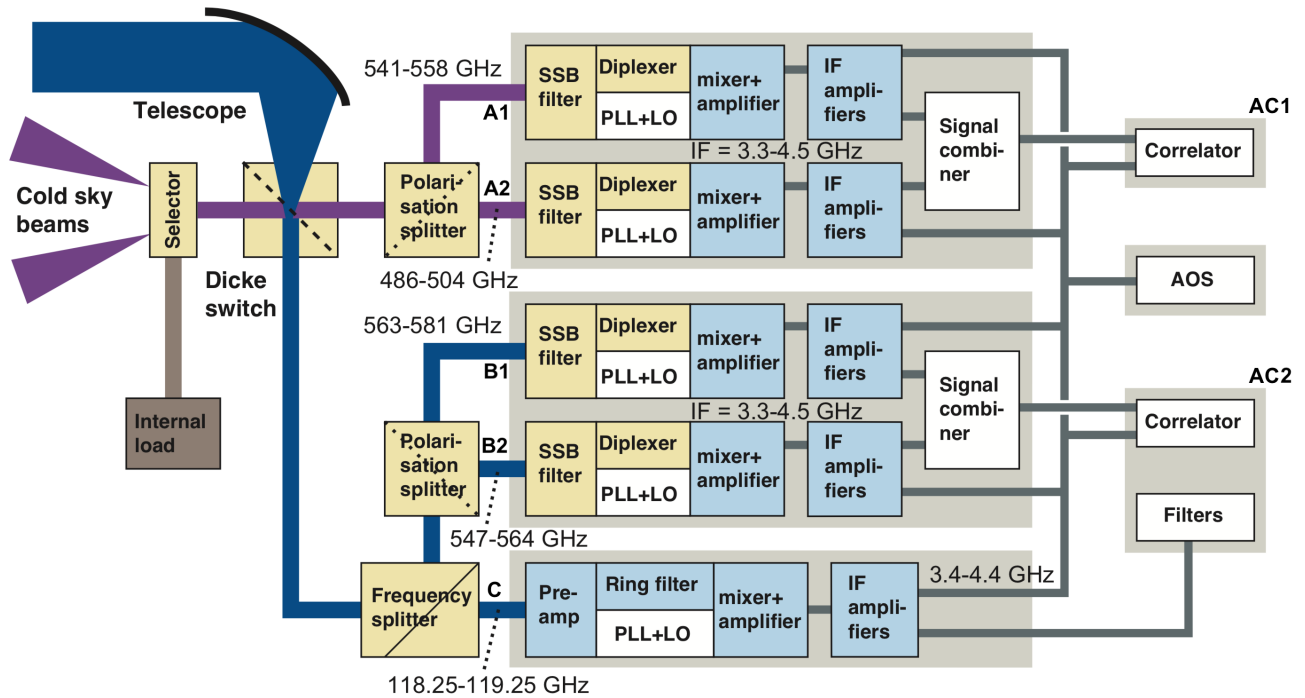 Telescope
Cold sky
beams
Selector
Dicke
switch
Internal
load
541-558 GHz
A1
Polari-
sation
splitter
A2
486-504 GHz
SSB
filter
Diplexer
PLL+LO
mixer+
amplifier
IF
ampli-
fiers
IF = 3.3-4.5 GHz
SSB
filter
Diplexer
PLL+LO
mixer+
amplifier
IF
ampli-
fiers
Signal
combi-
ner
AC1
Correlator
AOS
563-581 GHz
B1
Polari-
sation
splitter
B2
547-564 GHz
SSB
filter
Diplexer
PLL+LO
mixer+
amplifier
IF
ampli-
fiers
IF = 3.3-4.5 GHz
SSB
filter
Diplexer
PLL+LO
mixer+
amplifier
IF
ampli-
fiers
Signal
combi-
ner
AC2
Correlator
Filters
Frequency
splitter
C
118.25-119.25 GHz
Pre-
amp
Ring filter
PLL+LO
mixer+
amplifier
IF
ampli-
fiers
3.4-4.4 GHz